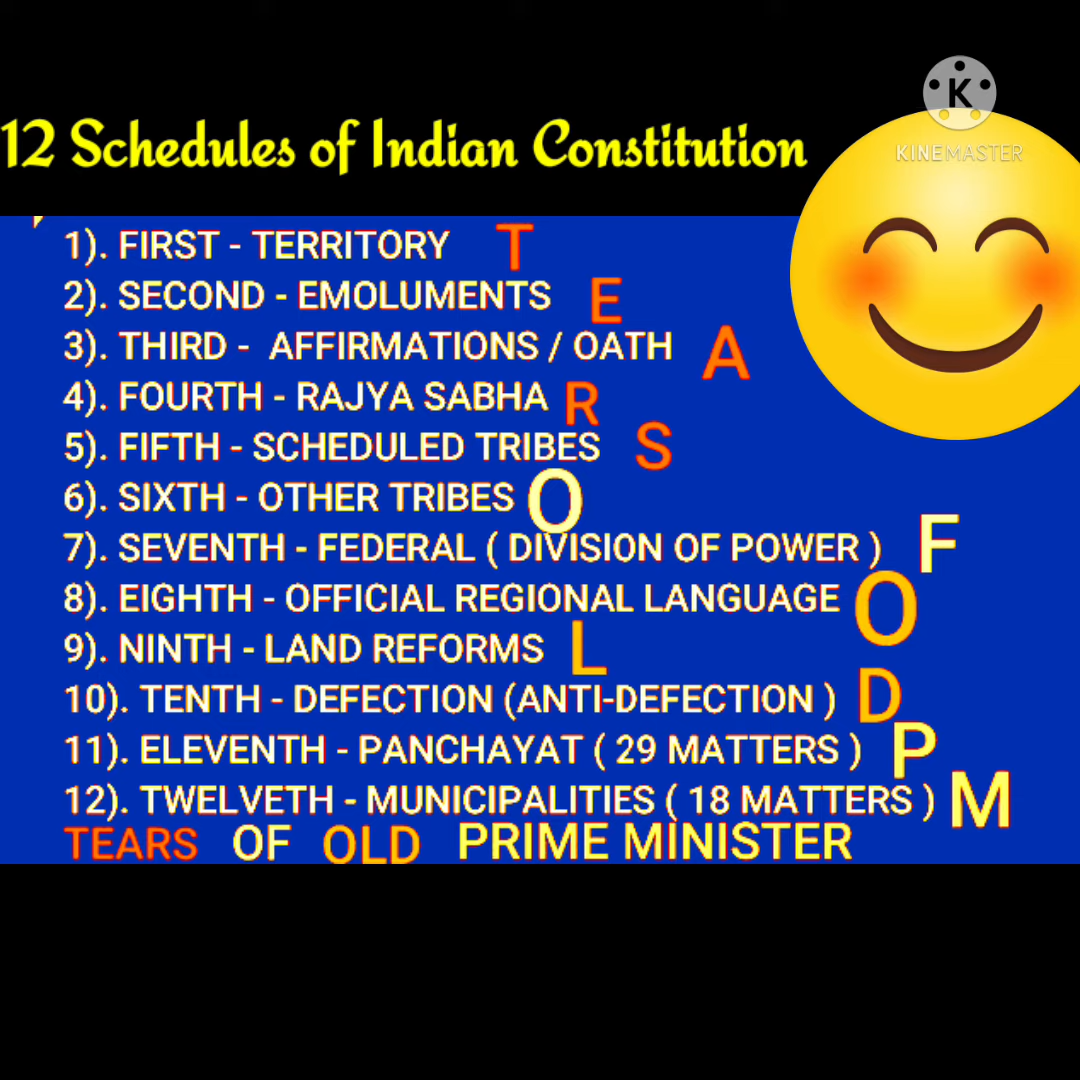 K
KINEMASTER
12 Schedules of Indian Constitution
1). FIRST - TERRITORY T
2). SECOND - EMOLUMENTS E
3). THIRD - AFFIRMATIONS / OATH A
4). FOURTH - RAJYA SABHA R
5). FIFTH - SCHEDULED TRIBES S
6). SIXTH - OTHER TRIBES O
7). SEVENTH - FEDERAL ( DIVISION OF POWER ) F
8). EIGHTH - OFFICIAL REGIONAL LANGUAGE O
9). NINTH - LAND REFORMS L
10). TENTH - DEFECTION (ANTI-DEFECTION ) D
11). ELEVENTH - PANCHAYAT ( 29 MATTERS ) P
12). TWELVETH - MUNICIPALITIES ( 18 MATTERS ) M
TEARS OF OLD PRIME MINISTER